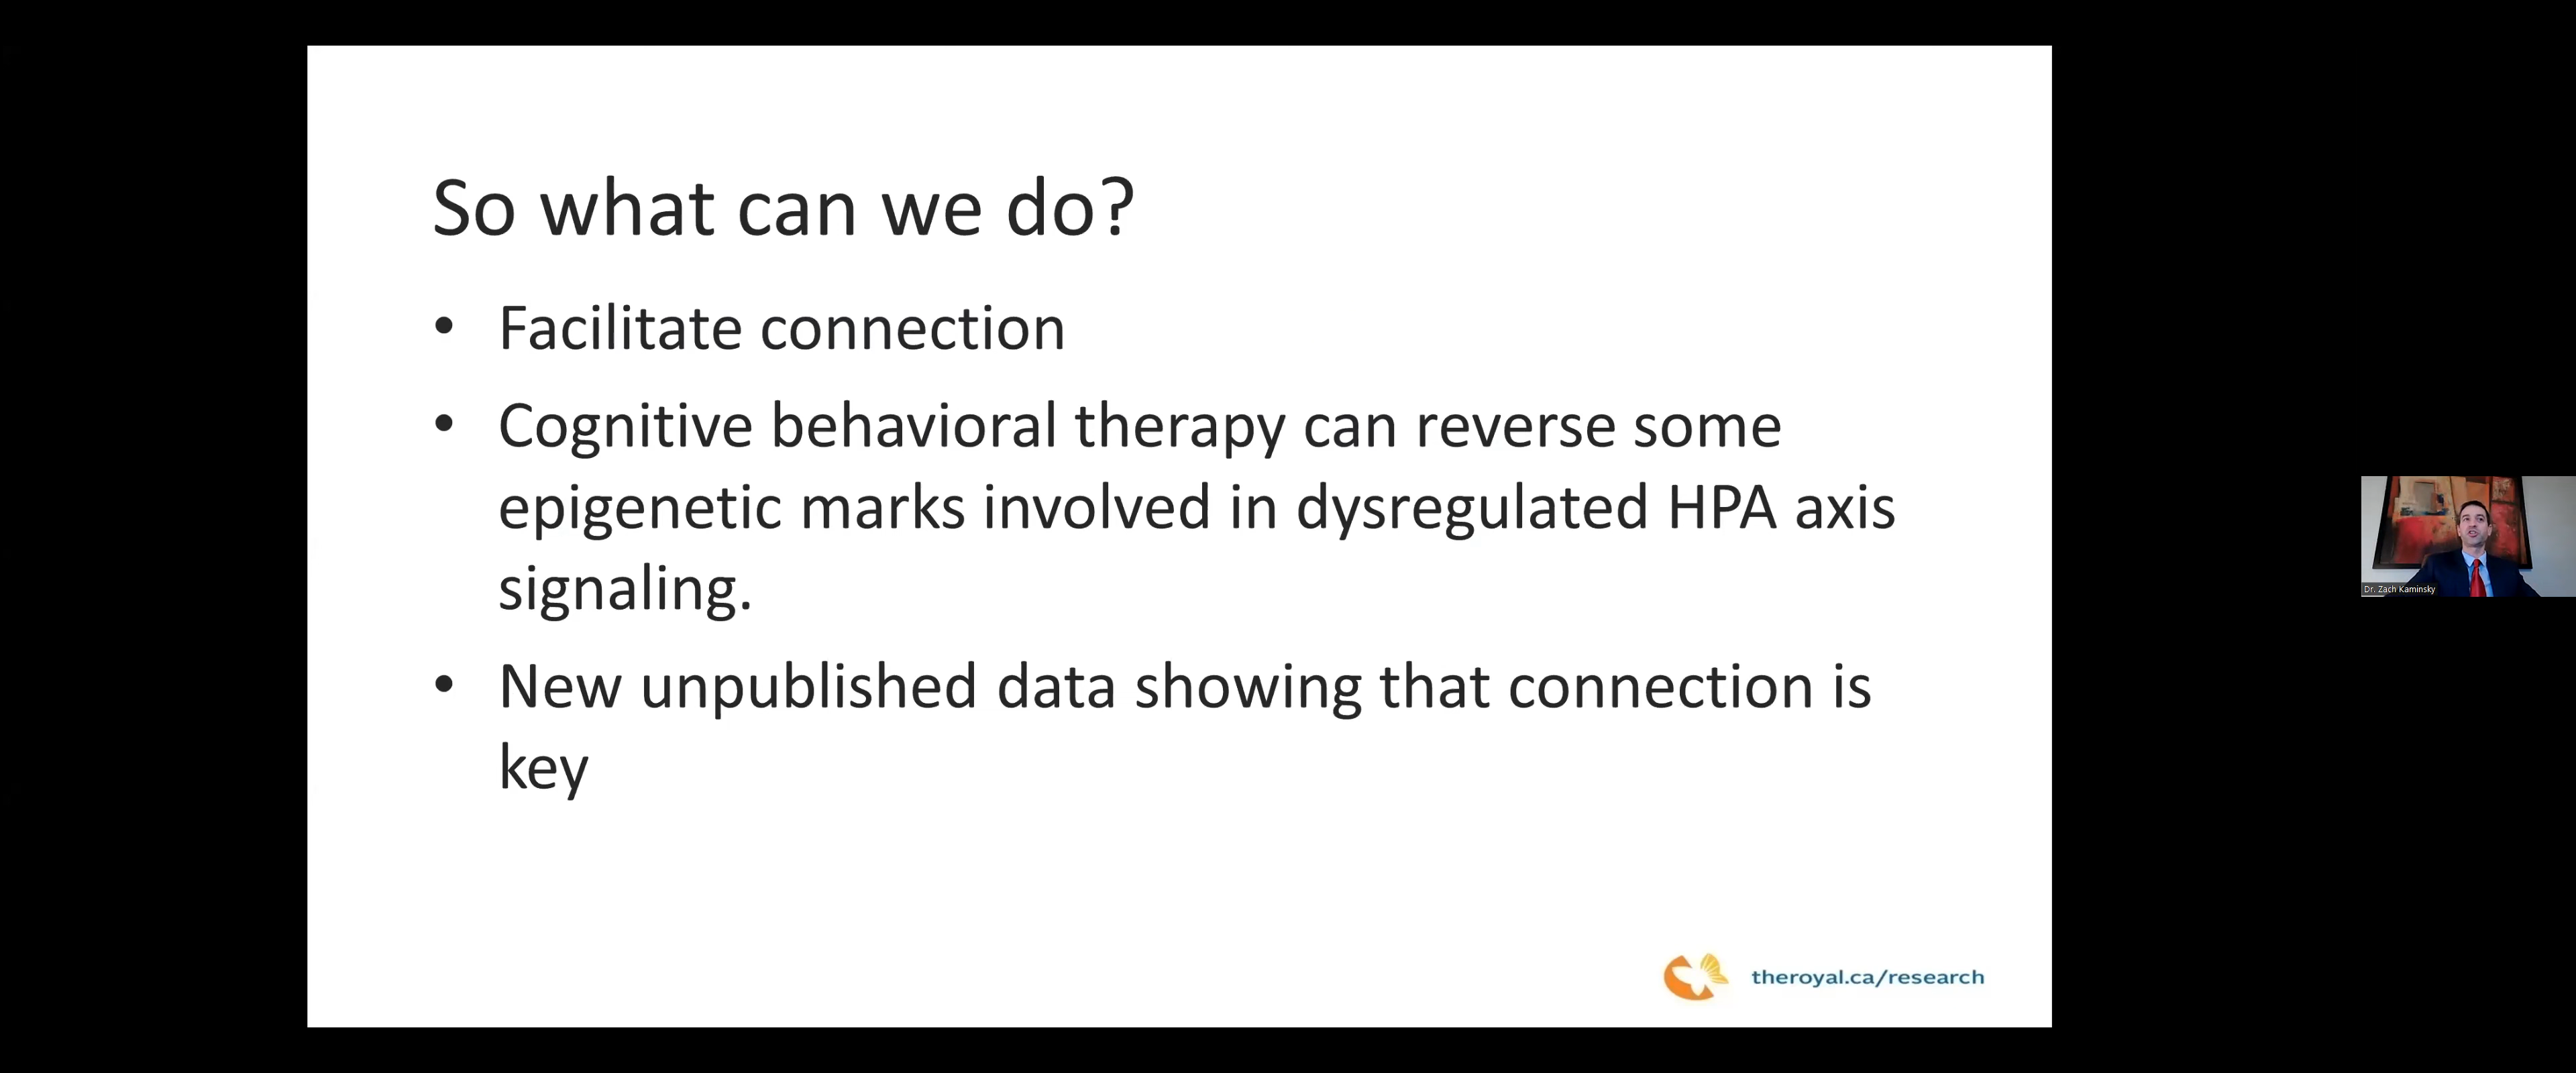 So what can we do?
• Facilitate connection
• Cognitive behavioral therapy can reverse some
epigenetic marks involved in dysregulated HPA axis
signaling.
• New unpublished data showing that connection is
key
Dr. Zach Kaminsky
theroyal.ca/research